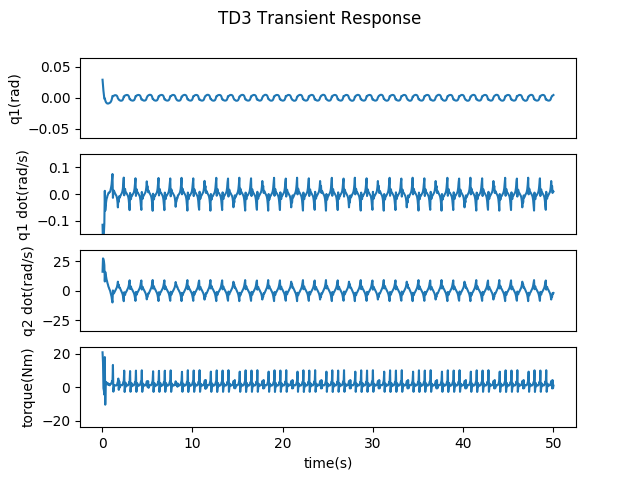 TD3 Transient Response
q1(rad)
0.05
0.00
−0.05
q1 dot(rad/s)
0.1
0.0
−0.1
q2 dot(rad/s)
25
0
−25
torque(Nm)
20
0
−20
0 10 20 30 40 50
time(s)